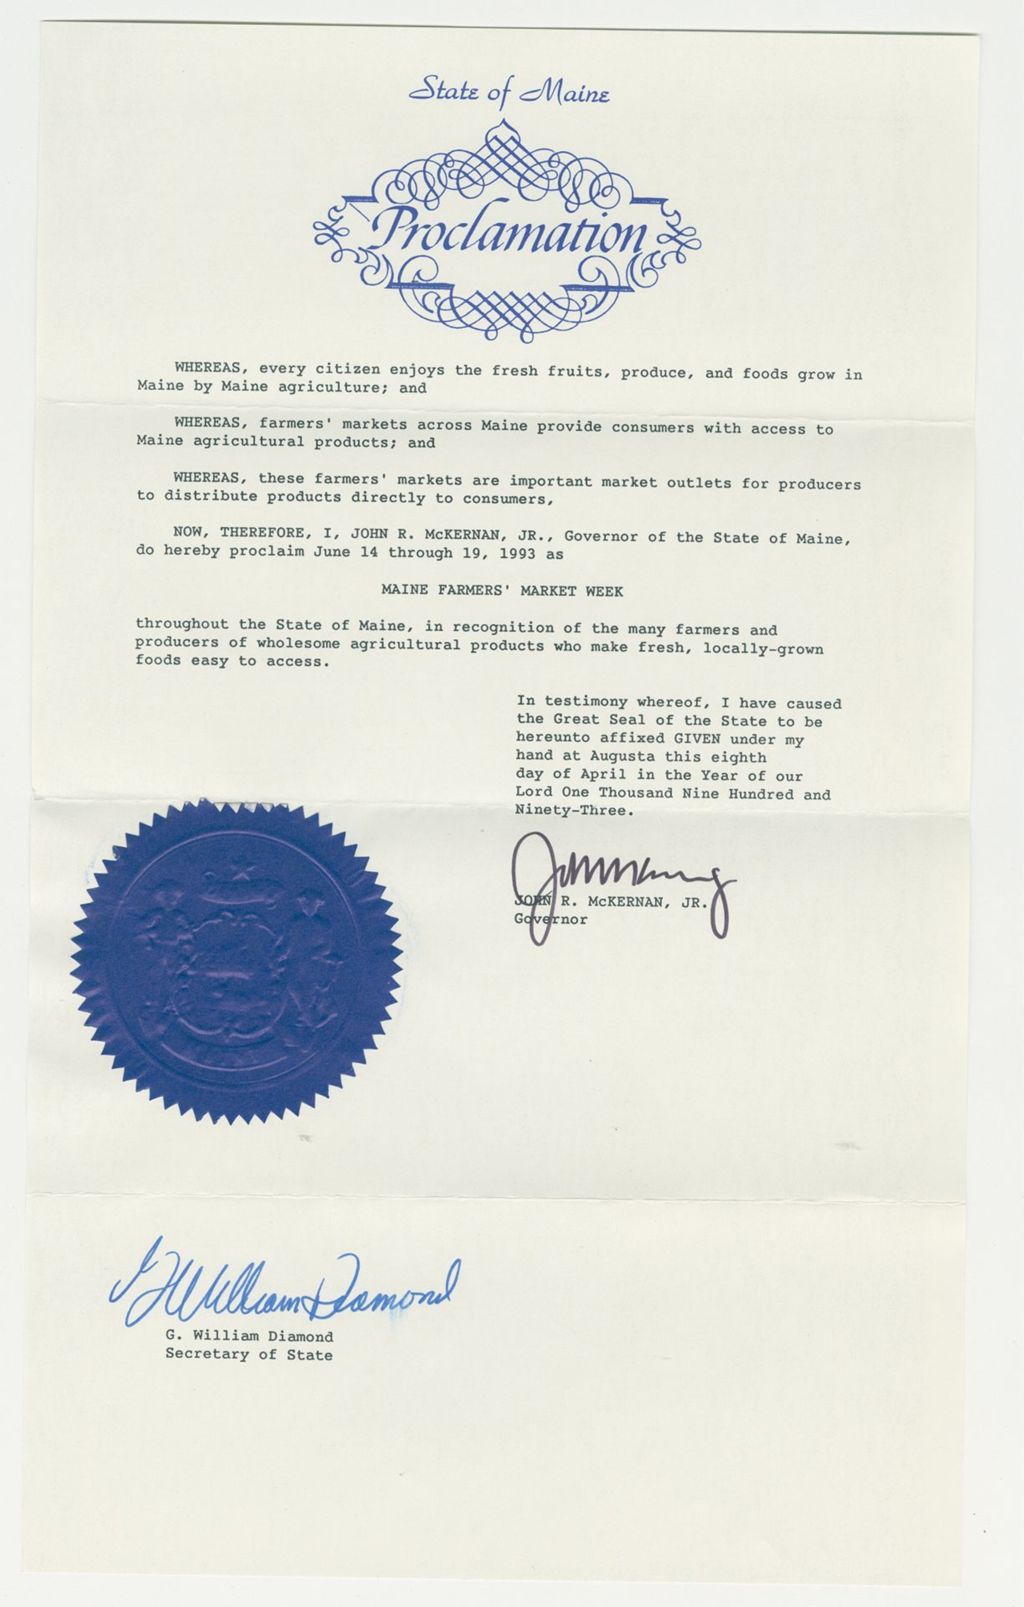 State of Maine
Proclamation
WHEREAS, every citizen enjoys the fresh fruits, produce, and foods grow in
Maine by Maine agriculture; and
WHEREAS, farmers' markets across Maine provide consumers with access to
Maine agricultural products; and
WHEREAS, these farmers' markets are important market outlets for producers
to distribute products directly to consumers,
NOW, THEREFORE, I, JOHN R. McKERNAN, JR., Governor of the State of Maine,
do hereby proclaim June 14 through 19, 1993 as
MAINE FARMERS' MARKET WEEK
throughout the State of Maine, in recognition of the many farmers and
producers of wholesome agricultural products who make fresh, locally-grown
foods easy to access.
In testimony whereof, I have caused
the Great Seal of the State to be
hereunto affixed GIVEN under my
hand at Augusta this eighth
day of April in the Year of our
Lord One Thousand Nine Hundred and
Ninety-Three.
JOHN R. McKERNAN, JR.
Governor
G William Diamond
G. William Diamond
Secretary of State